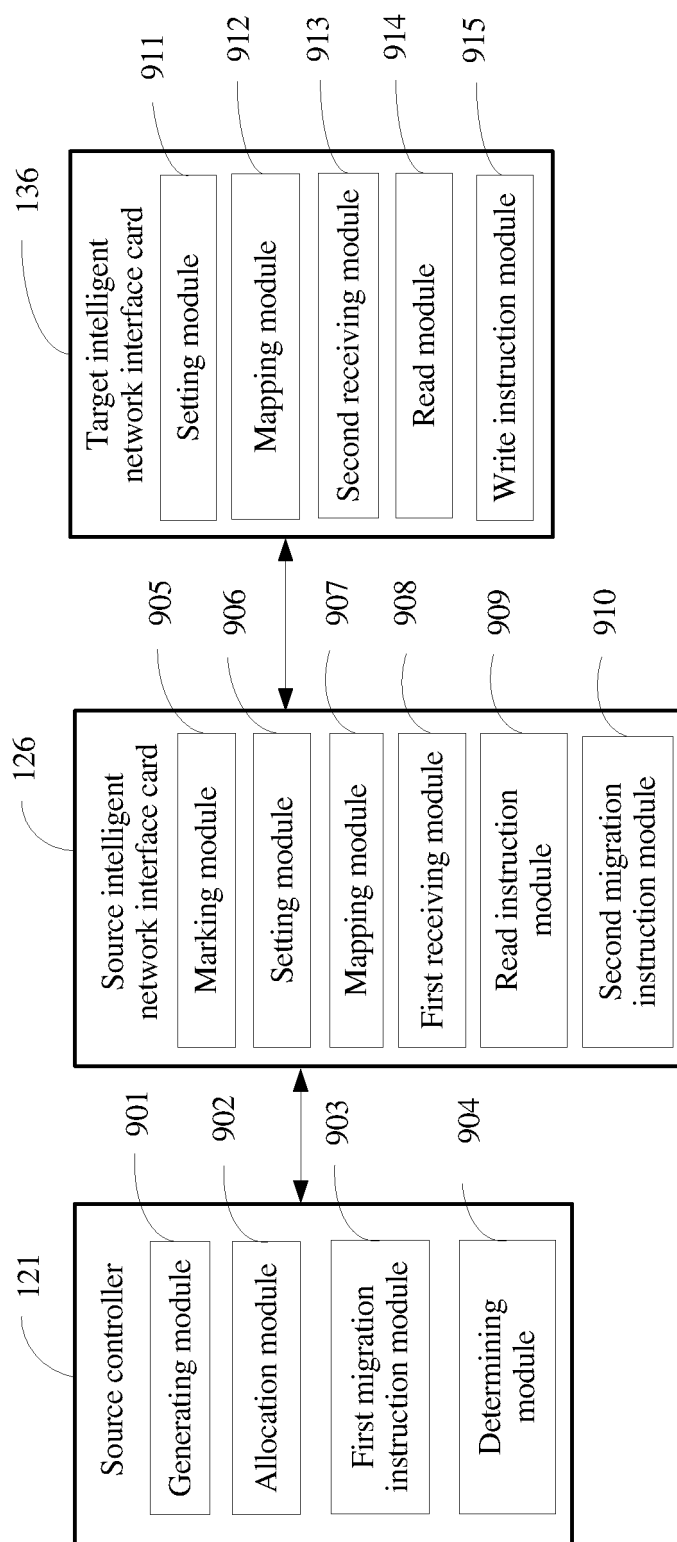 121
Source controller
Generating module
901
Allocation module
902
First migration
instruction module
903
Determining
module
904
126
Source intelligent
network interface card
Marking module
905
Setting module
906
Mapping module
907
First receiving module
908
Read instruction
module
909
Second migration
instruction module
910
136
Target intelligent
network interface card
Setting module
911
Mapping module
912
Second receiving module
913
Read module
914
Write instruction module
915